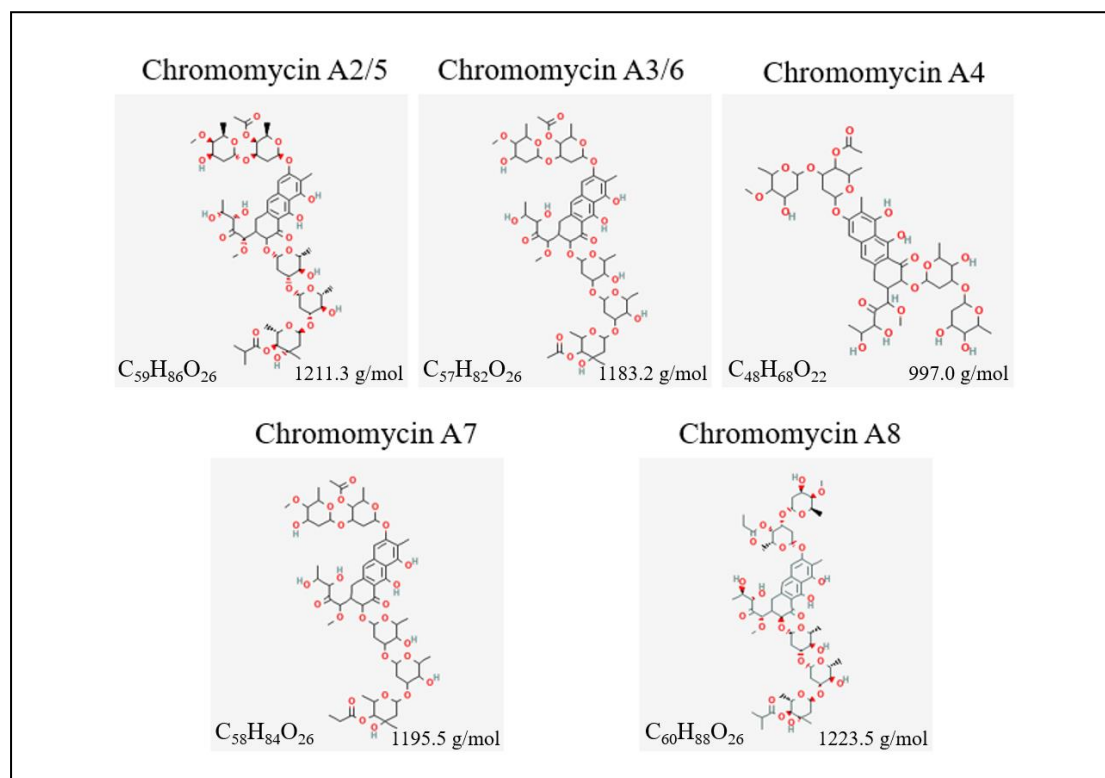 Chromomycin A2/5
Chromomycin A3/6
Chromomycin A4
C₅₉H₈₆O₂₆ 1211.3 g/mol
C₅₇H₈₂O₂₆ 1183.2 g/mol
C₄₈H₆₈O₂₂ 997.0 g/mol
Chromomycin A7
Chromomycin A8
C₅₈H₈₄O₂₆ 1195.5 g/mol
C₆₀H₈₈O₂₆ 1223.5 g/mol